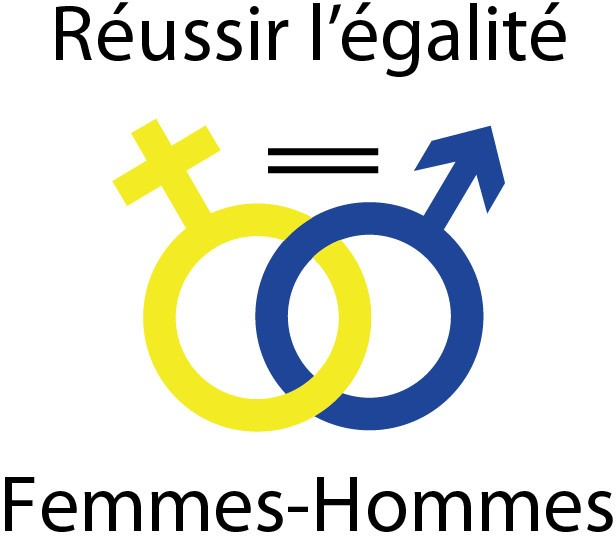 Réussir l'égalité
=
Femmes-Hommes